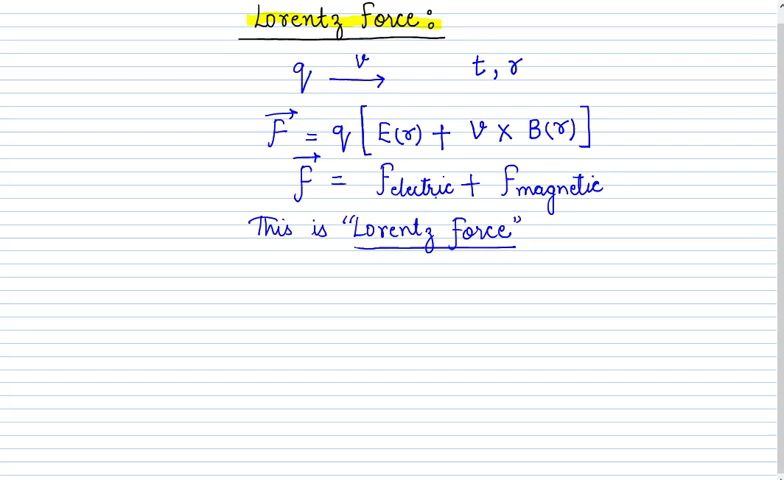 Lorentz Force:
q v→ t, r
F⃗ = q [ E(r) + v × B(r) ]
F⃗ = Felectric + Fmagnetic
This is "Lorentz Force"